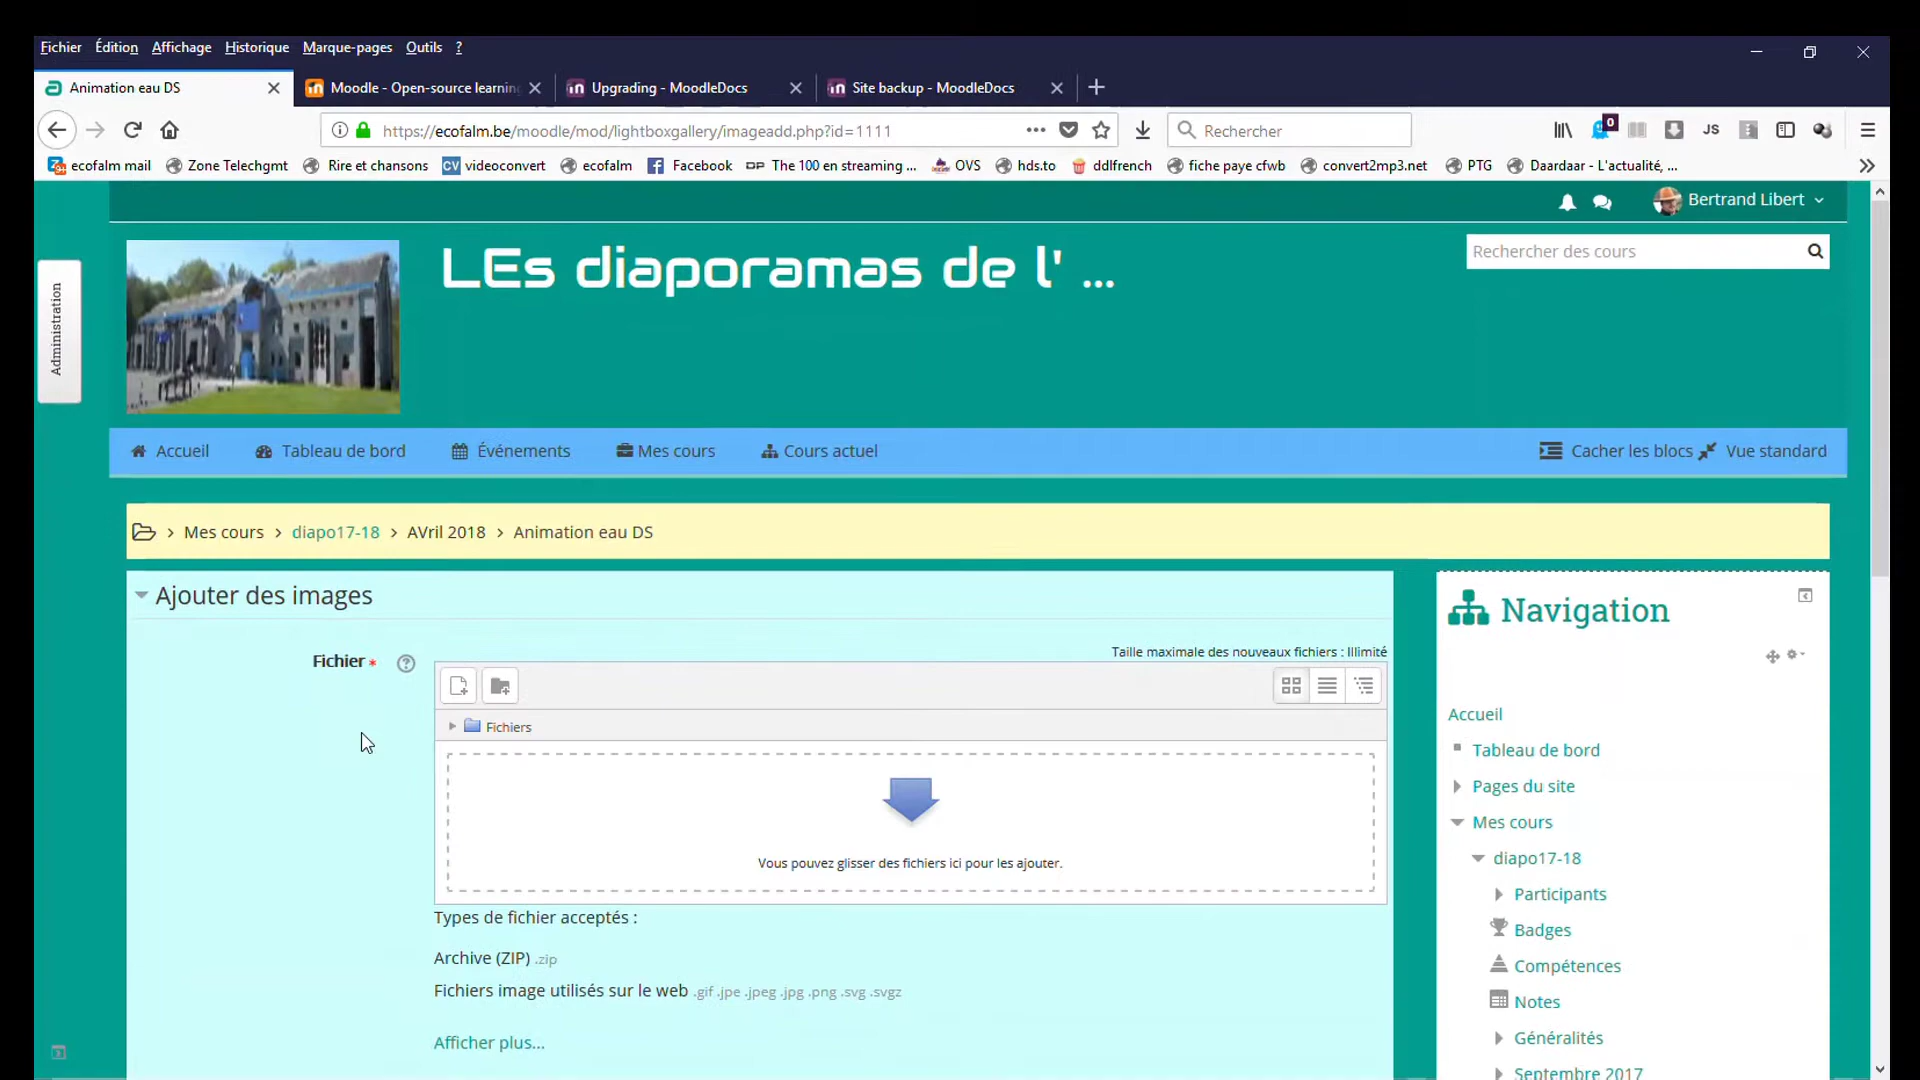 Fichier Édition Affichage Historique Marque-pages Outils ?
Animation eau DS
Moodle - Open-source learning
Upgrading - MoodleDocs
Site backup - MoodleDocs
https://ecofalm.be/moodle/mod/lightboxgallery/imageadd.php?id=1111
Rechercher
0
JS
ecofalm mail
Zone Telechgmt
Rire et chansons
CV videoconvert
ecofalm
Facebook
DP The 100 en streaming ...
OVS
hds.to
ddlfrench
fiche paye cfwb
convert2mp3.net
PTG
Daardaar - L'actualité, ...
Bertrand Libert
Administration
LEs diaporamas de l' ...
Rechercher des cours
Accueil
Tableau de bord
Événements
Mes cours
Cours actuel
Cacher les blocs
Vue standard
Mes cours > diapo17-18 > AVril 2018 > Animation eau DS
Ajouter des images
Taille maximale des nouveaux fichiers : Illimité
Fichier *
Fichiers
Vous pouvez glisser des fichiers ici pour les ajouter.
Types de fichier acceptés :
Archive (ZIP) .zip
Fichiers image utilisés sur le web .gif .jpe .jpeg .jpg .png .svg .svgz
Afficher plus...
Navigation
Accueil
Tableau de bord
Pages du site
Mes cours
diapo17-18
Participants
Badges
Compétences
Notes
Généralités
Septembre 2017